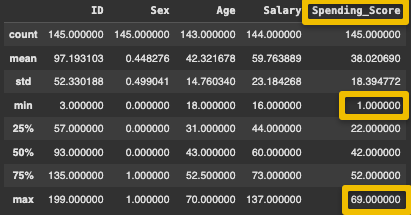 ID Sex Age Salary Spending_Score
count 145.000000 145.000000 143.000000 144.000000 145.000000
mean 97.193103 0.448276 42.321678 59.763889 38.020690
std 52.330188 0.499041 14.760340 23.184268 18.394772
min 3.000000 0.000000 18.000000 16.000000 1.000000
25% 57.000000 0.000000 31.000000 44.000000 22.000000
50% 93.000000 0.000000 43.000000 60.000000 42.000000
75% 135.000000 1.000000 52.500000 73.000000 52.000000
max 199.000000 1.000000 70.000000 137.000000 69.000000